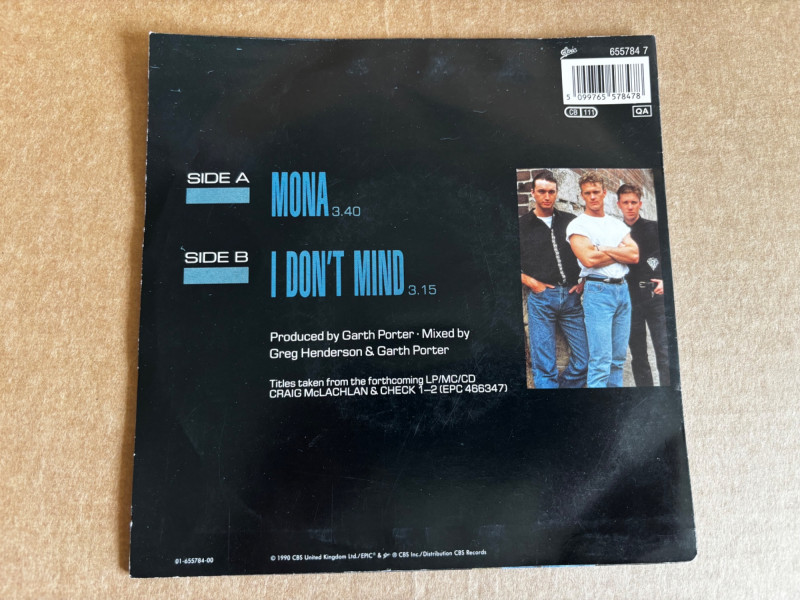 Epic
655784 7
5 099765 578478
CB 111
QA
SIDE A
MONA 3.40
SIDE B
I DON'T MIND 3.15
Produced by Garth Porter · Mixed by
Greg Henderson & Garth Porter
Titles taken from the forthcoming LP/MC/CD
CRAIG McLACHLAN & CHECK 1–2 (EPC 466347)
01-655784-00
© 1990 CBS United Kingdom Ltd./EPIC® & ® CBS Inc./Distribution CBS Records